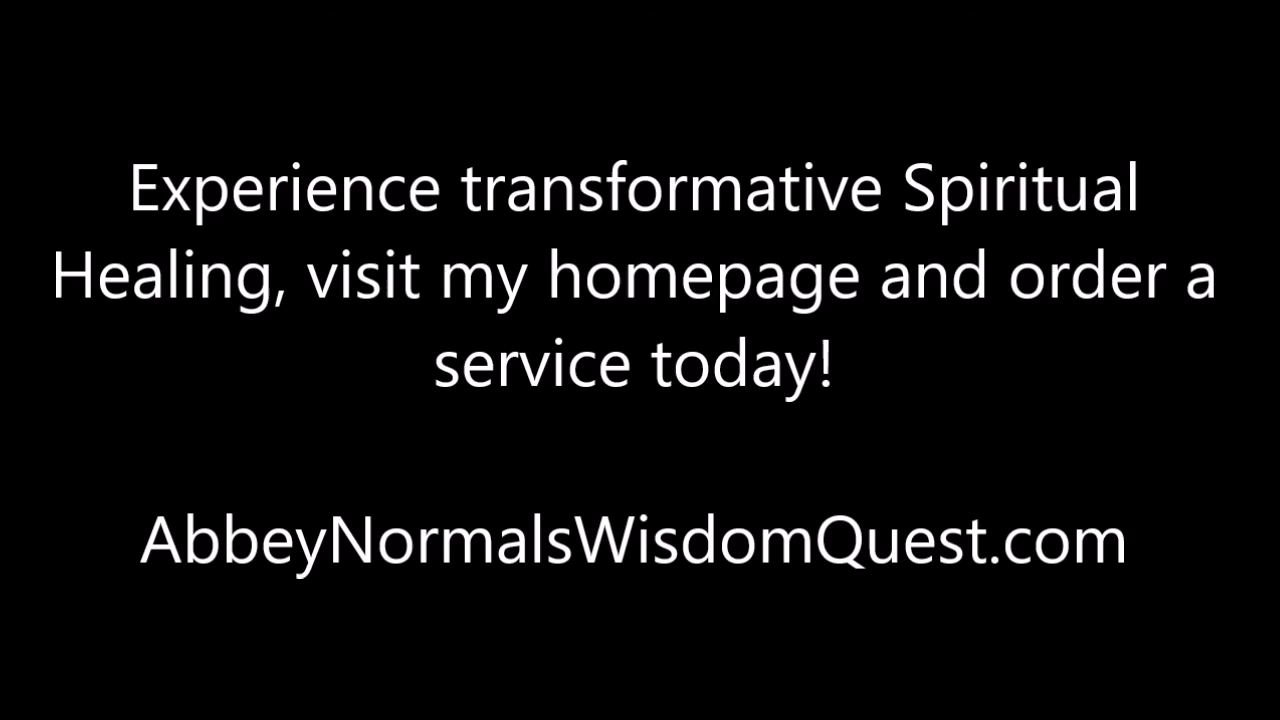 Experience transformative Spiritual
Healing, visit my homepage and order a
service today!
AbbeyNormalsWisdomQuest.com